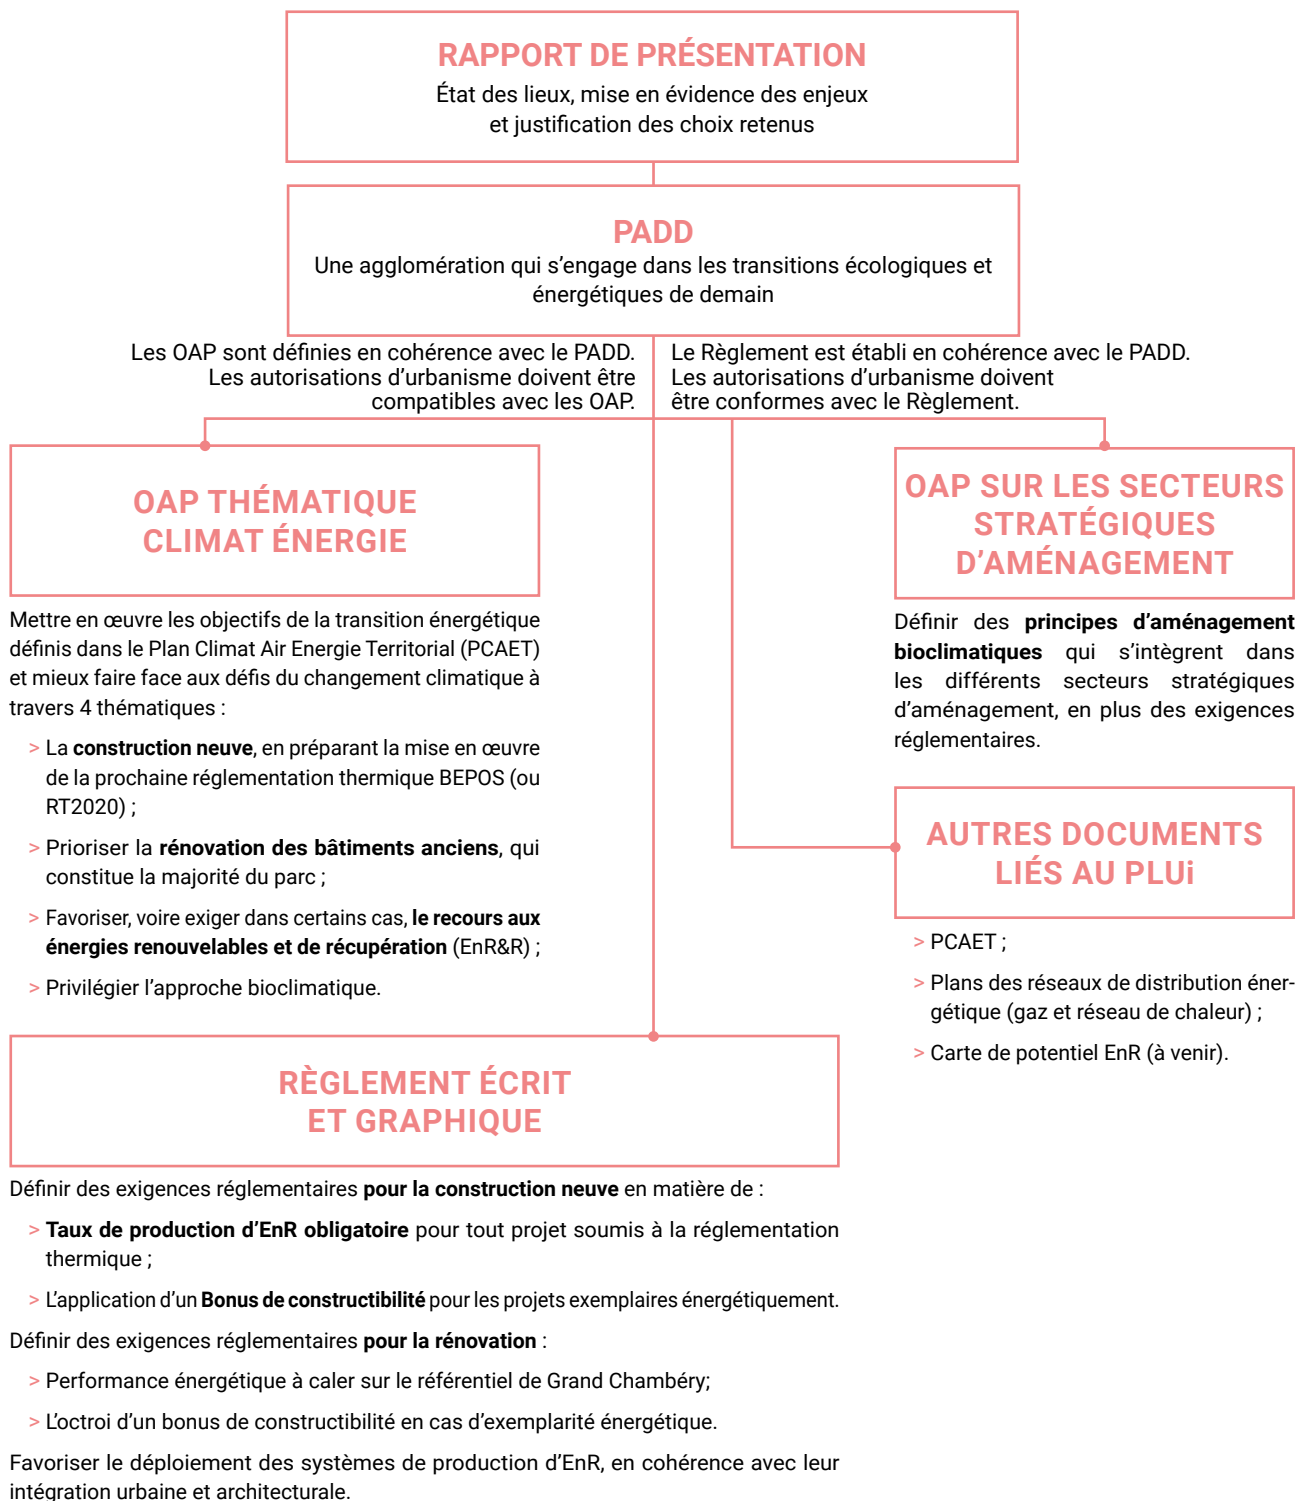 RAPPORT DE PRÉSENTATION
État des lieux, mise en évidence des enjeux
et justification des choix retenus
PADD
Une agglomération qui s'engage dans les transitions écologiques et
énergétiques de demain
Les OAP sont définies en cohérence avec le PADD.
Les autorisations d'urbanisme doivent être
compatibles avec les OAP.
Le Règlement est établi en cohérence avec le PADD.
Les autorisations d'urbanisme doivent
être conformes avec le Règlement.
OAP THÉMATIQUE
CLIMAT ÉNERGIE
Mettre en œuvre les objectifs de la transition énergétique
définis dans le Plan Climat Air Energie Territorial (PCAET)
et mieux faire face aux défis du changement climatique à
travers 4 thématiques :
> La construction neuve, en préparant la mise en œuvre
de la prochaine réglementation thermique BEPOS (ou
RT2020) ;
> Prioriser la rénovation des bâtiments anciens, qui
constitue la majorité du parc ;
> Favoriser, voire exiger dans certains cas, le recours aux
énergies renouvelables et de récupération (EnR&R) ;
> Privilégier l'approche bioclimatique.
OAP SUR LES SECTEURS
STRATÉGIQUES
D'AMÉNAGEMENT
Définir des principes d'aménagement
bioclimatiques qui s'intègrent dans
les différents secteurs stratégiques
d'aménagement, en plus des exigences
réglementaires.
AUTRES DOCUMENTS
LIÉS AU PLUi
> PCAET ;
> Plans des réseaux de distribution éner-
gétique (gaz et réseau de chaleur) ;
> Carte de potentiel EnR (à venir).
RÈGLEMENT ÉCRIT
ET GRAPHIQUE
Définir des exigences réglementaires pour la construction neuve en matière de :
> Taux de production d'EnR obligatoire pour tout projet soumis à la réglementation
thermique ;
> L'application d'un Bonus de constructibilité pour les projets exemplaires énergétiquement.
Définir des exigences réglementaires pour la rénovation :
> Performance énergétique à caler sur le référentiel de Grand Chambéry;
> L'octroi d'un bonus de constructibilité en cas d'exemplarité énergétique.
Favoriser le déploiement des systèmes de production d'EnR, en cohérence avec leur
intégration urbaine et architecturale.